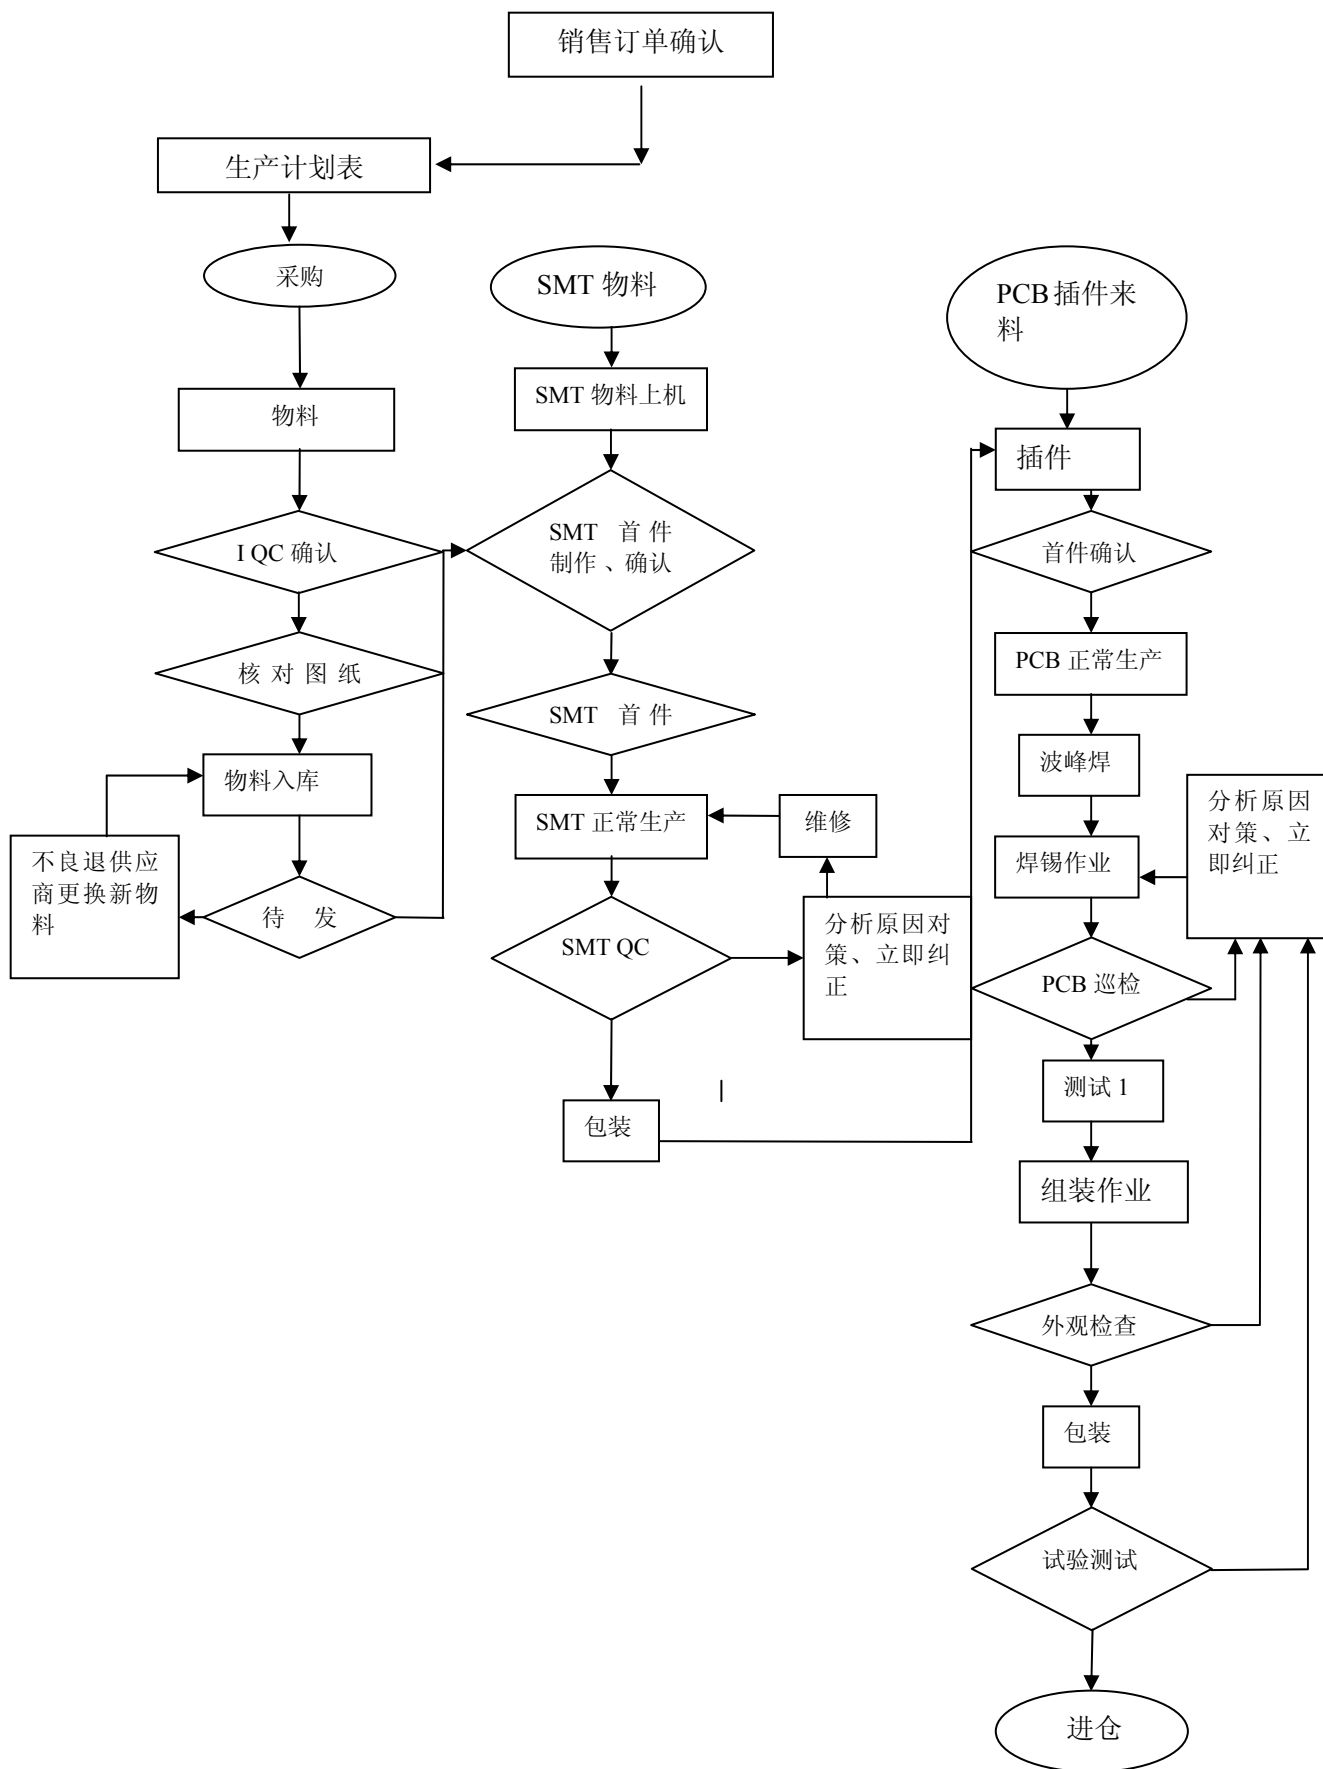 销售订单确认
生产计划表
采购
物料
I QC 确认
核 对 图 纸
物料入库
不良退供应
商更换新物
料
待 发
SMT 物料
SMT 物料上机
SMT 首 件
制作 、确认
SMT 首 件
SMT 正常生产
维修
SMT QC
分析原因对
策、立即纠
正
包装
PCB 插件来
料
插件
首件确认
PCB 正常生产
波峰焊
焊锡作业
分析原因
对策、立
即纠正
PCB 巡检
测试 1
组装作业
外观检查
包装
试验测试
进仓